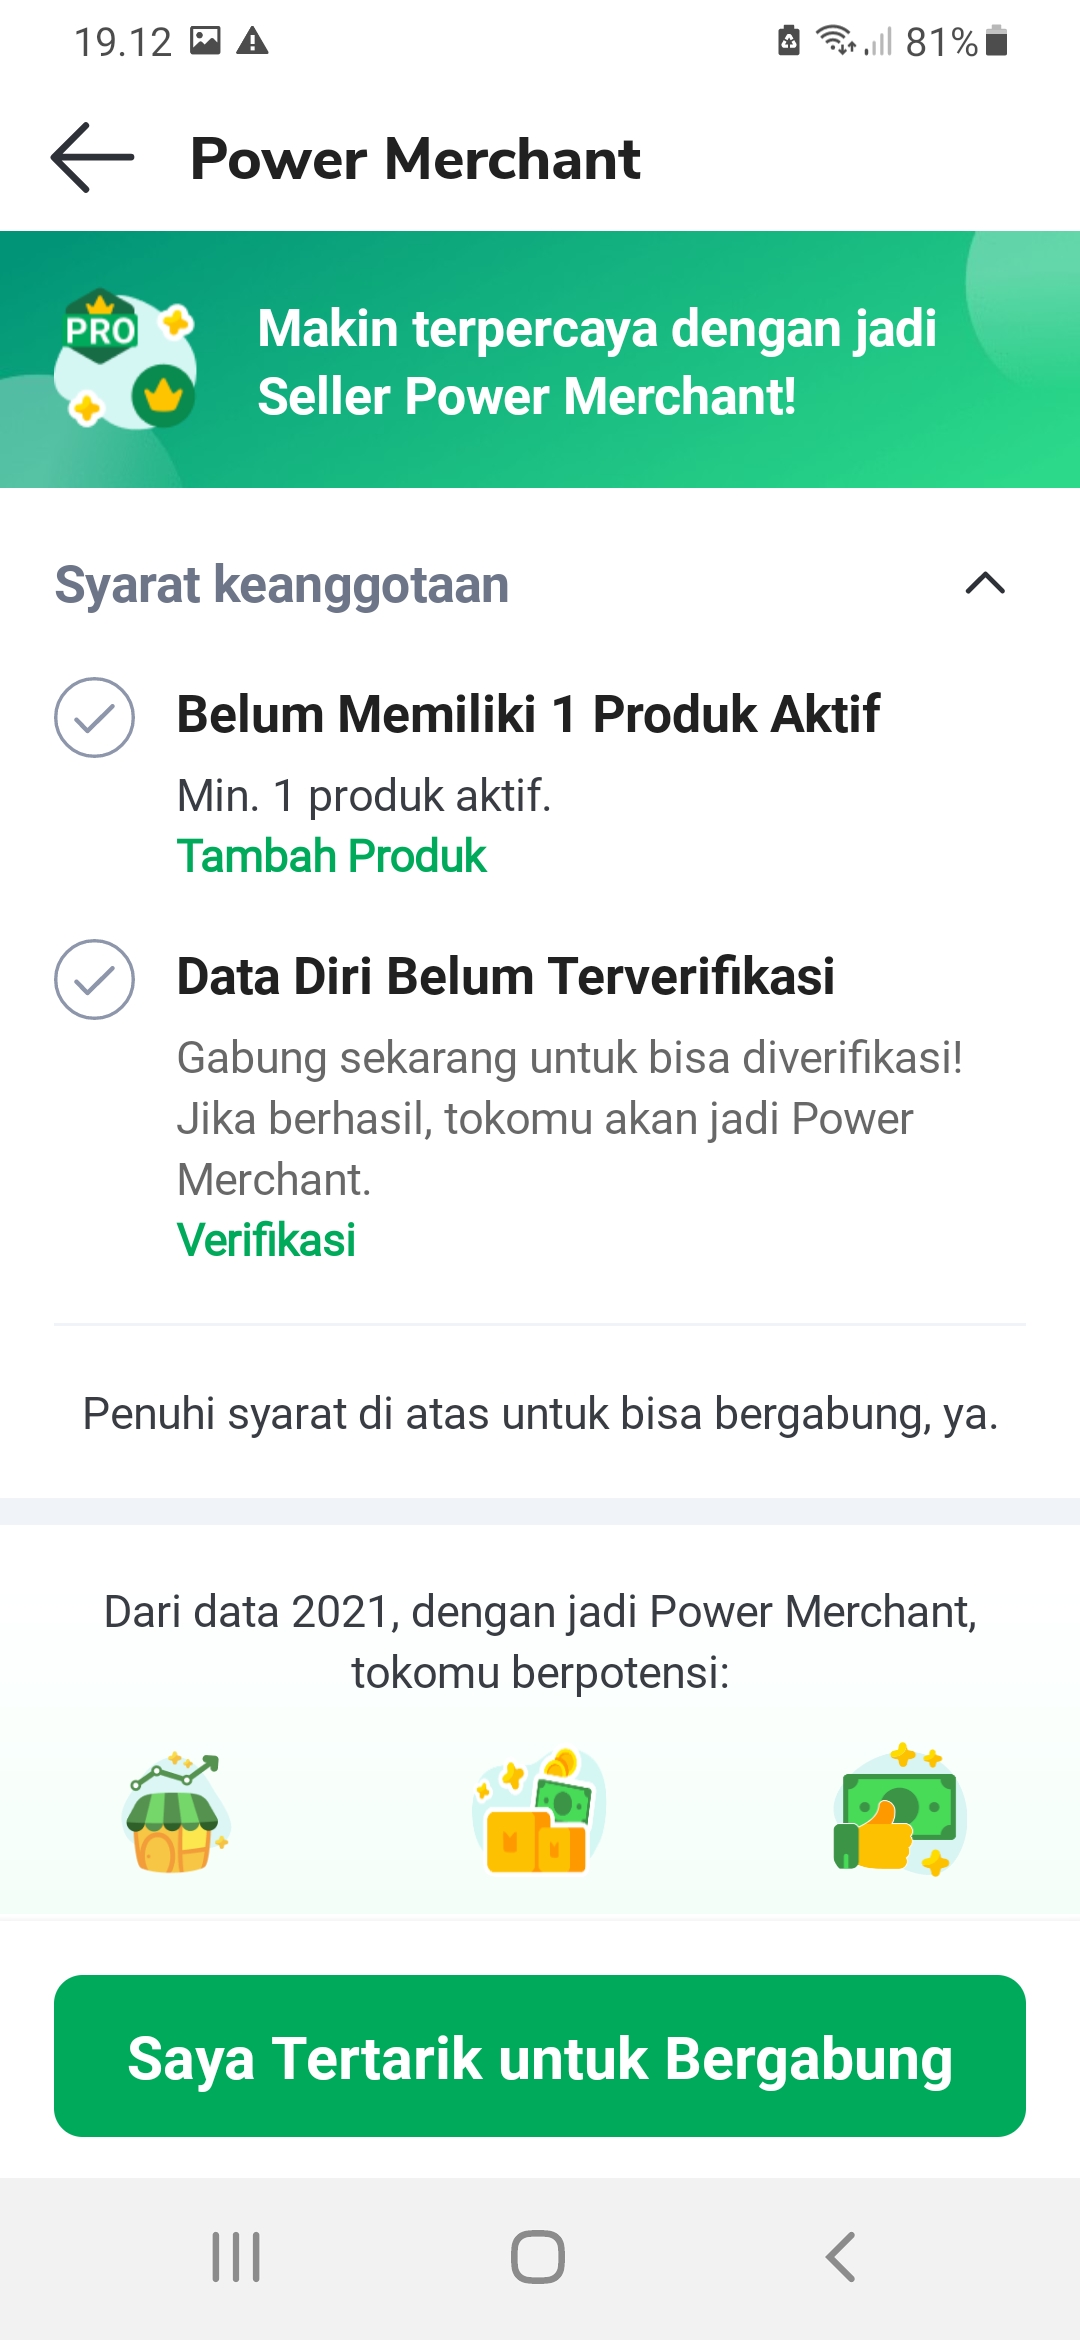 19.12
81%
Power Merchant
PRO
Makin terpercaya dengan jadi
Seller Power Merchant!
Syarat keanggotaan
Belum Memiliki 1 Produk Aktif
Min. 1 produk aktif.
Tambah Produk
Data Diri Belum Terverifikasi
Gabung sekarang untuk bisa diverifikasi!
Jika berhasil, tokomu akan jadi Power
Merchant.
Verifikasi
Penuhi syarat di atas untuk bisa bergabung, ya.
Dari data 2021, dengan jadi Power Merchant,
tokomu berpotensi:
Saya Tertarik untuk Bergabung